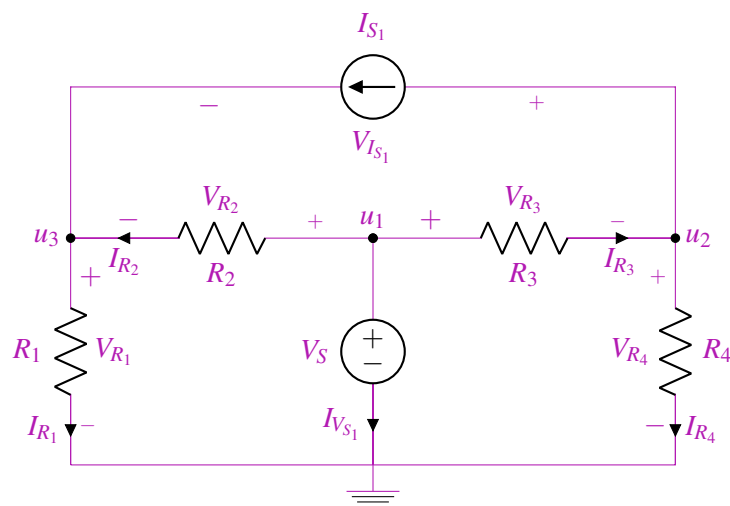 I_{S_1}
− +
V_{I_{S_1}}
V_{R_2} V_{R_3}
u_3 − + u_1 + − u_2
I_{R_2} R_2 R_3 I_{R_3}
+ +
R_1 V_{R_1} V_S + − V_{R_4} R_4
I_{R_1} − I_{V_{S_1}} − I_{R_4}